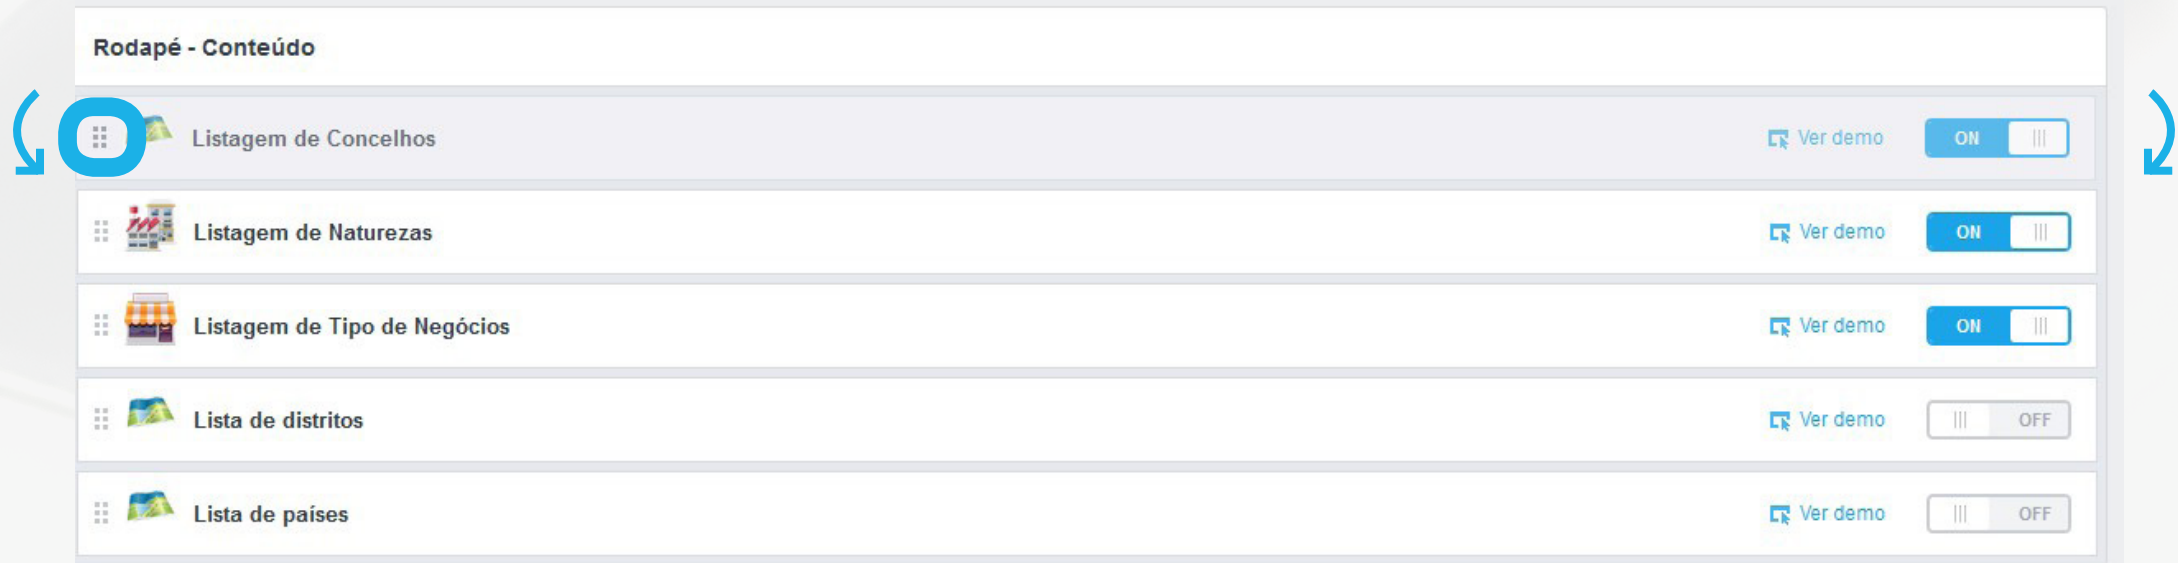 Rodapé - Conteúdo
Listagem de Concelhos Ver demo ON
Listagem de Naturezas Ver demo ON
Listagem de Tipo de Negócios Ver demo ON
Lista de distritos Ver demo OFF
Lista de países Ver demo OFF